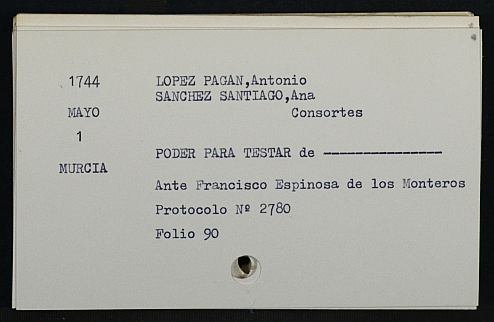 1744
MAYO
1
MURCIA
LOPEZ PAGAN,Antonio
SANCHEZ SANTIAGO,Ana
Consortes
PODER PARA TESTAR de ---------------
Ante Francisco Espinosa de los Monteros
Protocolo Nº 2780
Folio 90